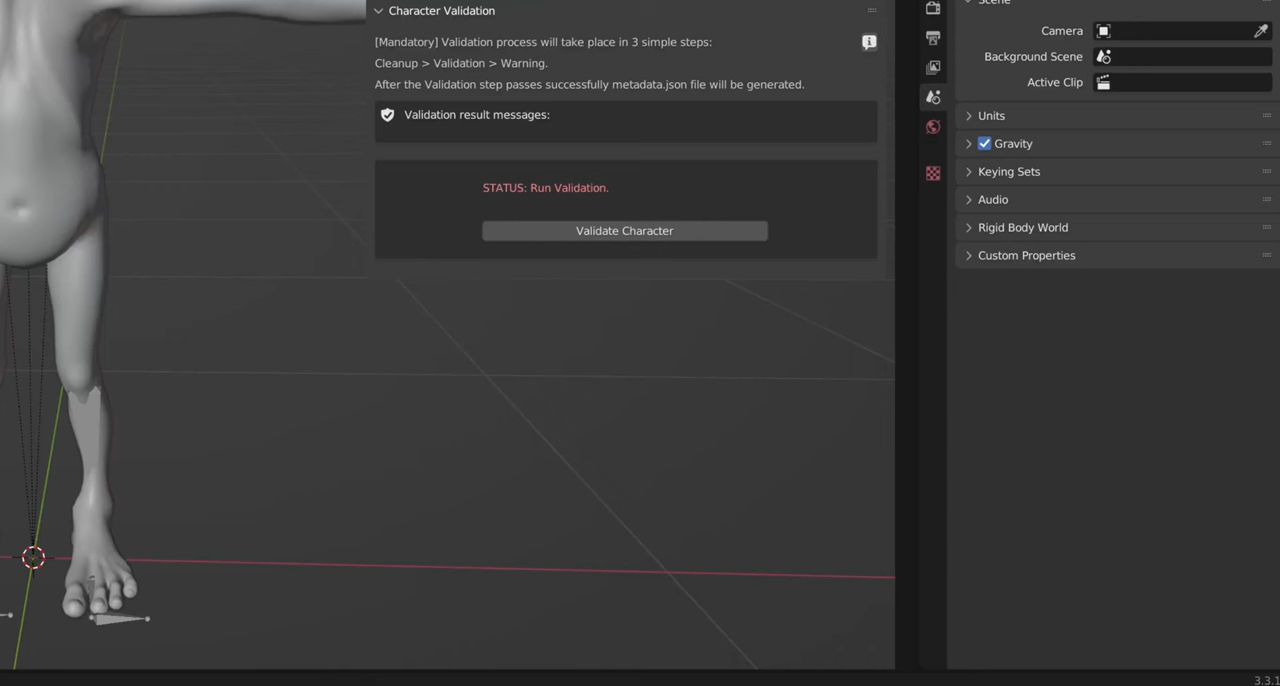 Character Validation
[Mandatory] Validation process will take place in 3 simple steps:
Cleanup > Validation > Warning.
After the Validation step passes successfully metadata.json file will be generated.
Validation result messages:
STATUS: Run Validation.
Validate Character
Scene
Camera
Background Scene
Active Clip
Units
Gravity
Keying Sets
Audio
Rigid Body World
Custom Properties
3.3.1